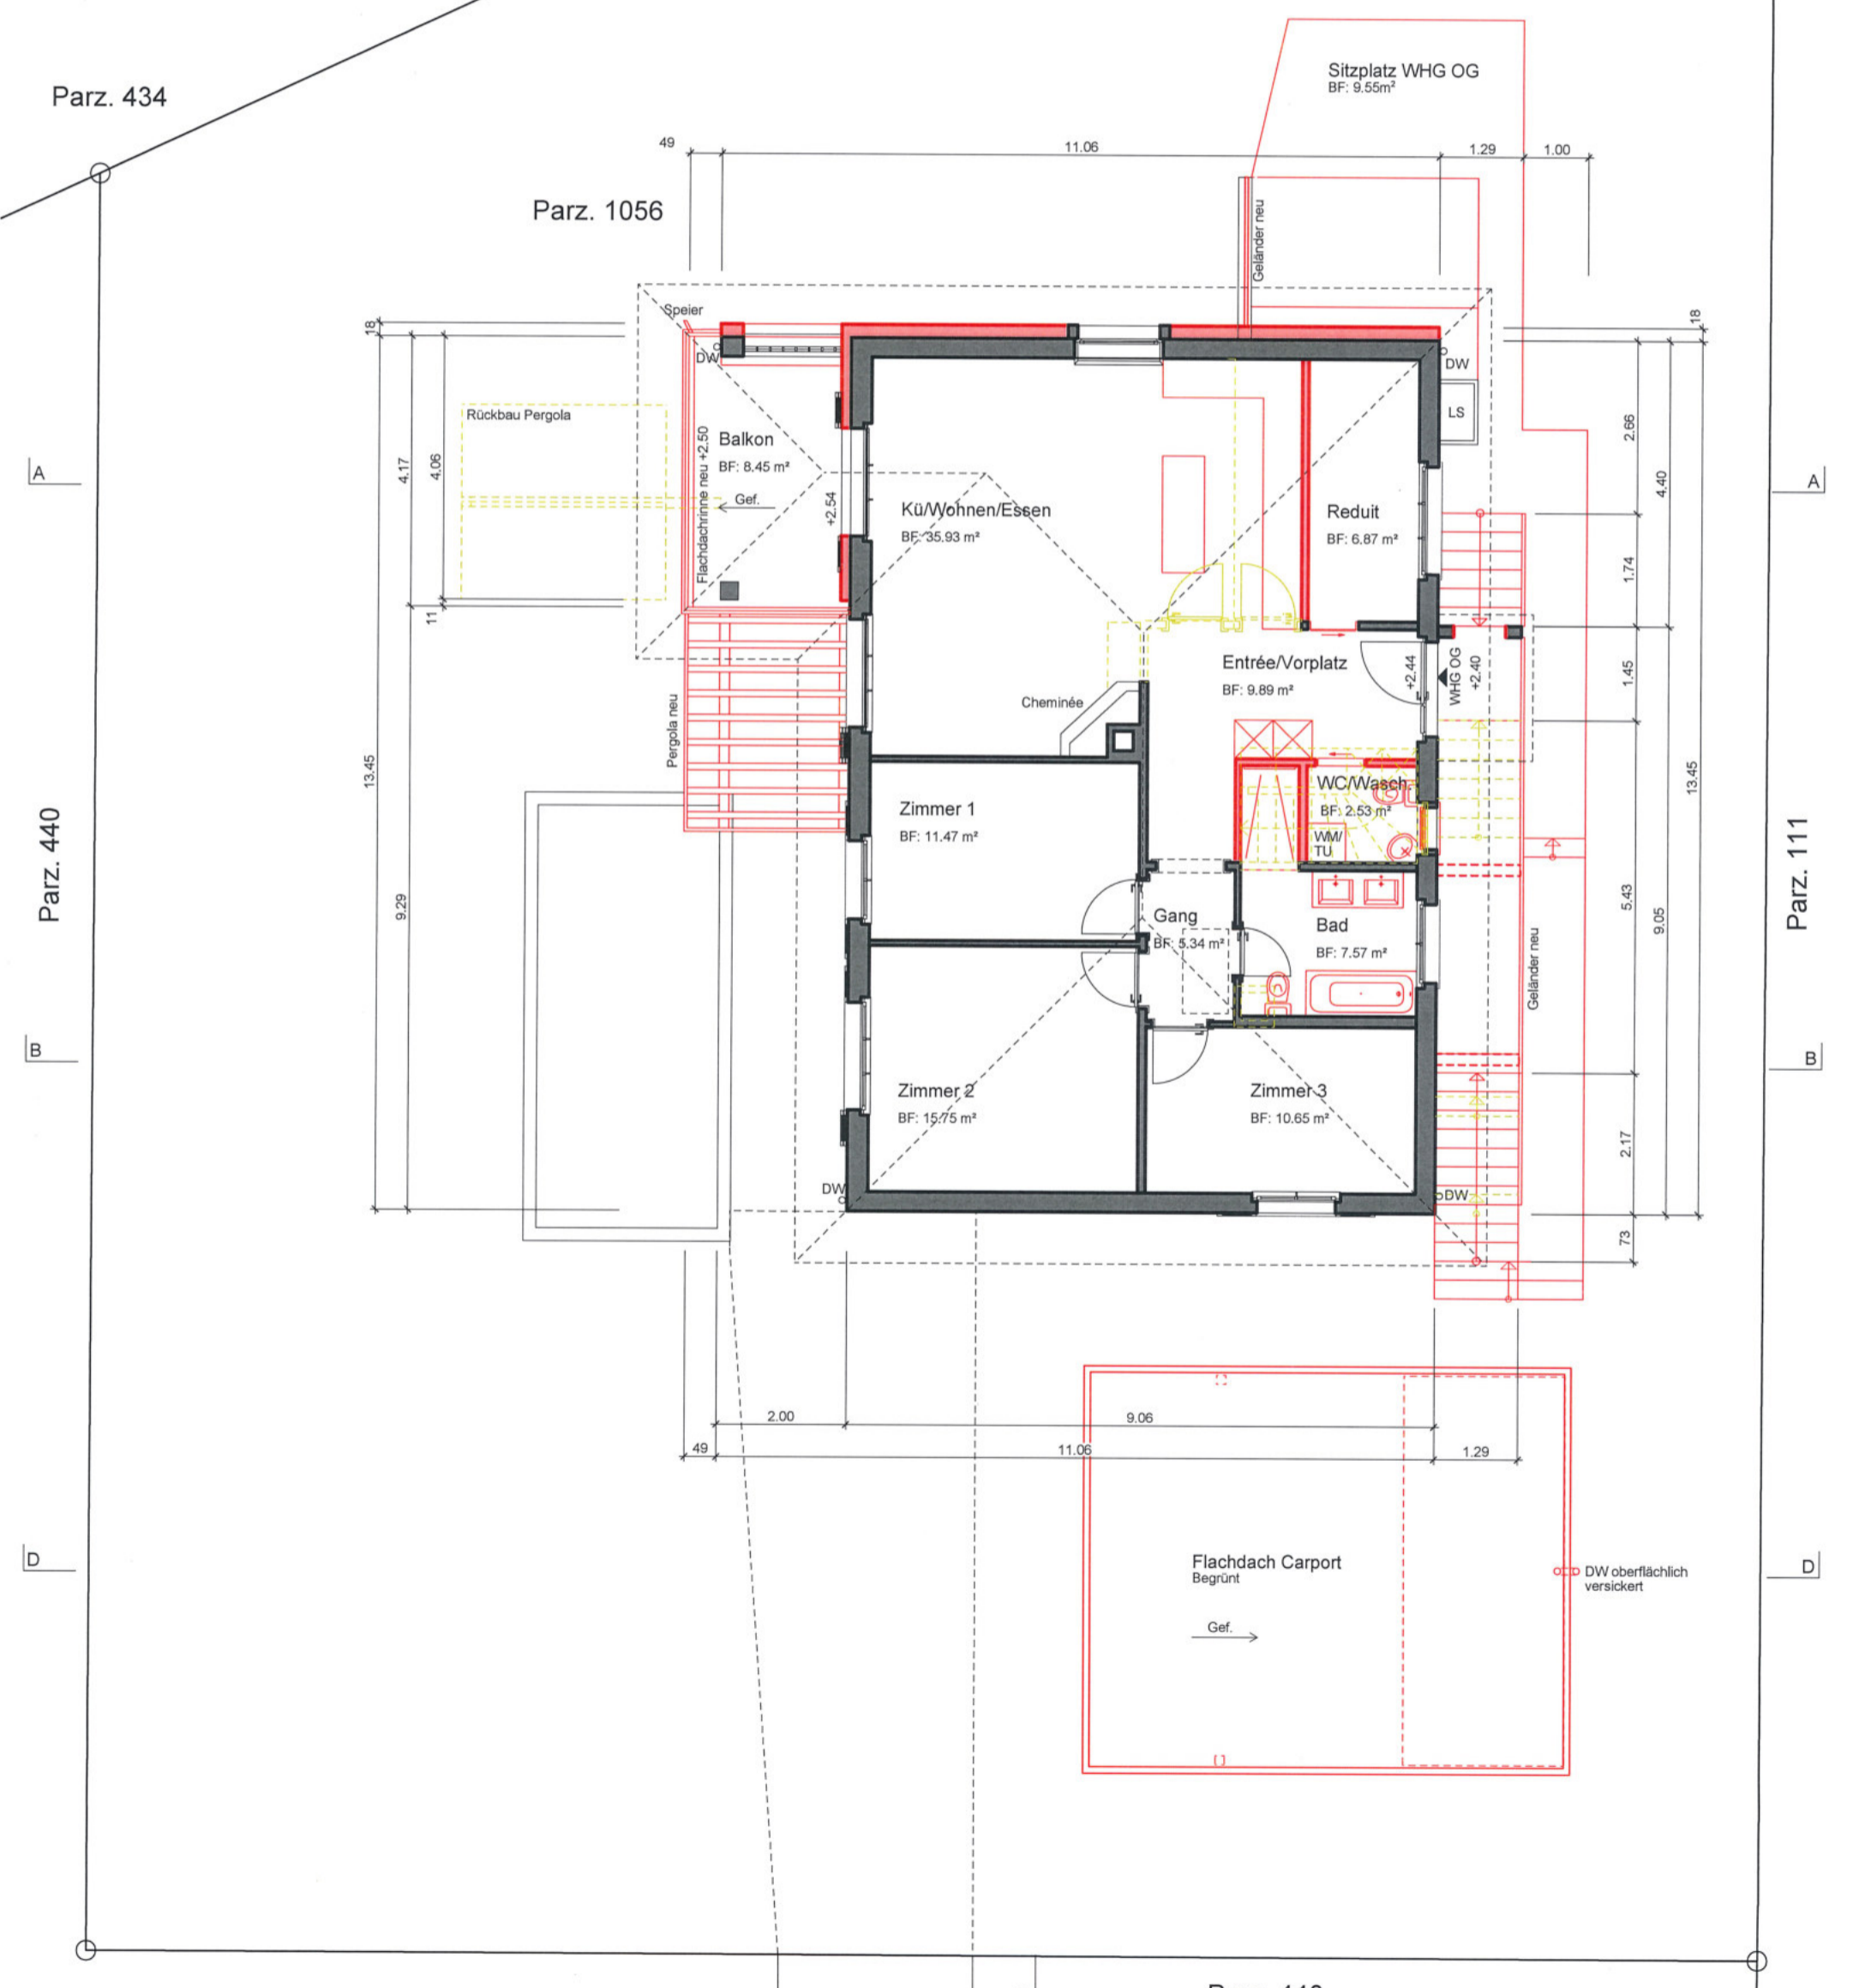 Parz. 434
Sitzplatz WHG OG
BF: 9.55m²
49
11.06
1.29
1.00
Parz. 1056
Geländer neu
Speier
18
18
DW
DW
LS
Rückbau Pergola
Flachdachrinne neu +2.50
Balkon
BF: 8.45 m²
Gef.
+2.54
4.17
4.06
11
2.66
4.40
1.74
A
A
Kü/Wohnen/Essen
BF: 35.93 m²
Reduit
BF: 6.87 m²
Entrée/Vorplatz
BF: 9.89 m²
+2.44
WHG OG
+2.40
1.45
Cheminée
Pergola neu
13.45
13.45
WC/Wasch.
BF: 2.53 m²
WM/
TU
Zimmer 1
BF: 11.47 m²
Parz. 440
Parz. 111
9.29
5.43
9.05
Gang
BF: 5.34 m²
Bad
BF: 7.57 m²
Geländer neu
B
B
Zimmer 2
BF: 15.75 m²
Zimmer 3
BF: 10.65 m²
2.17
DW
DW
73
2.00
9.06
49
11.06
1.29
D
D
Flachdach Carport
Begrünt
DW oberflächlich
versickert
Gef.